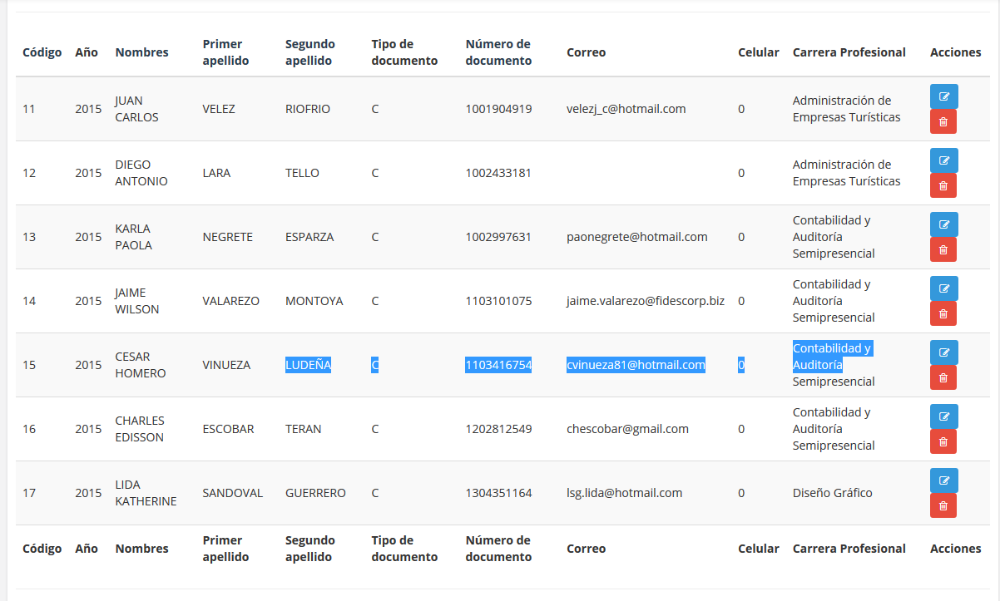 Código Año Nombres Primer apellido Segundo apellido Tipo de documento Número de documento Correo Celular Carrera Profesional Acciones
11 2015 JUAN CARLOS VELEZ RIOFRIO C 1001904919 velezj_c@hotmail.com 0 Administración de Empresas Turísticas
12 2015 DIEGO ANTONIO LARA TELLO C 1002433181 0 Administración de Empresas Turísticas
13 2015 KARLA PAOLA NEGRETE ESPARZA C 1002997631 paonegrete@hotmail.com 0 Contabilidad y Auditoría Semipresencial
14 2015 JAIME WILSON VALAREZO MONTOYA C 1103101075 jaime.valarezo@fidescorp.biz 0 Contabilidad y Auditoría Semipresencial
15 2015 CESAR HOMERO VINUEZA LUDEÑA C 1103416754 cvinueza81@hotmail.com 0 Contabilidad y Auditoría Semipresencial
16 2015 CHARLES EDISSON ESCOBAR TERAN C 1202812549 chescobar@gmail.com 0 Contabilidad y Auditoría Semipresencial
17 2015 LIDA KATHERINE SANDOVAL GUERRERO C 1304351164 lsg.lida@hotmail.com 0 Diseño Gráfico
Código Año Nombres Primer apellido Segundo apellido Tipo de documento Número de documento Correo Celular Carrera Profesional Acciones